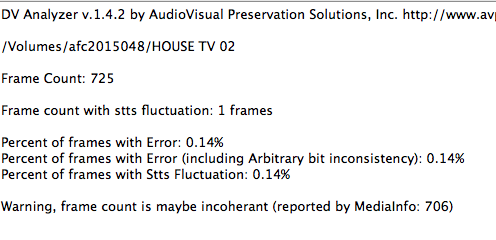 DV Analyzer v.1.4.2 by AudioVisual Preservation Solutions, Inc. http://www.avp
/Volumes/afc2015048/HOUSE TV 02
Frame Count: 725
Frame count with stts fluctuation: 1 frames
Percent of frames with Error: 0.14%
Percent of frames with Error (including Arbitrary bit inconsistency): 0.14%
Percent of frames with Stts Fluctuation: 0.14%
Warning, frame count is maybe incoherant (reported by MediaInfo: 706)